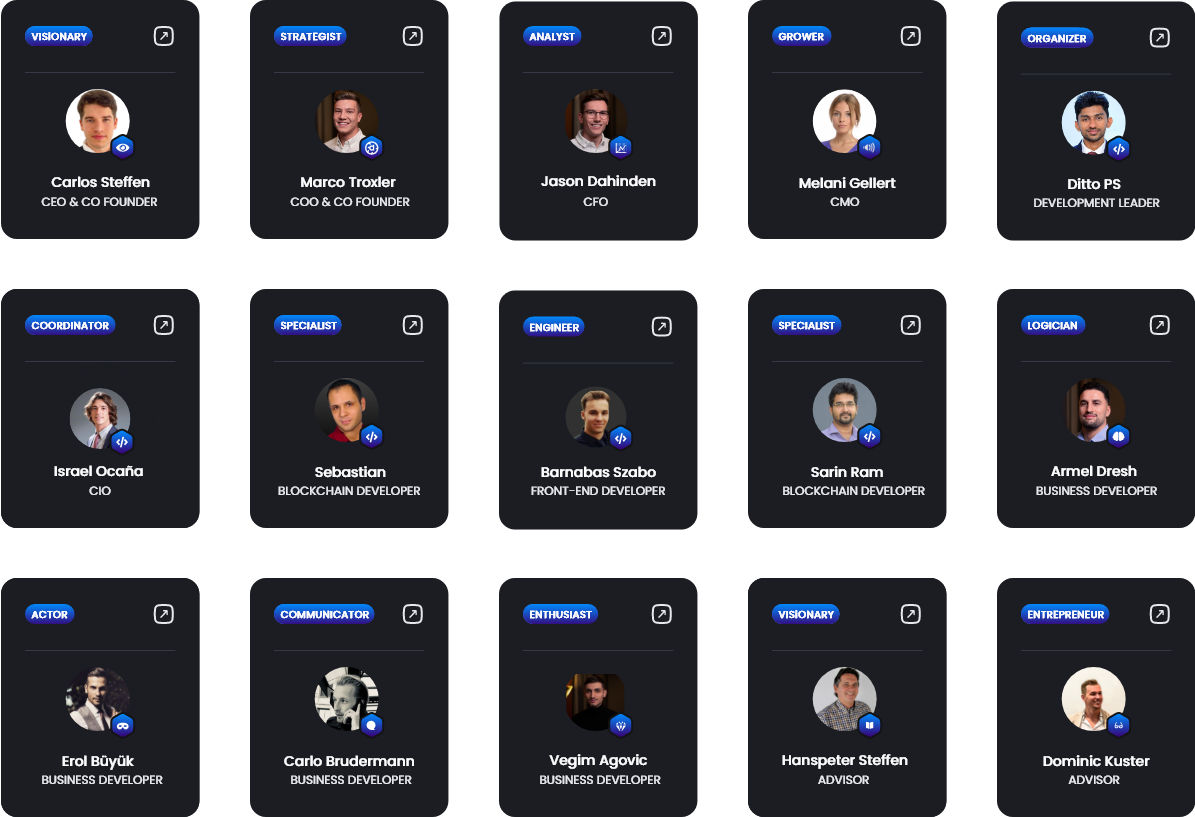 VISIONARY
Carlos Steffen
CEO & CO FOUNDER
STRATEGIST
Marco Troxler
COO & CO FOUNDER
ANALYST
Jason Dahinden
CFO
GROWER
Melani Gellert
CMO
ORGANIZER
Ditto PS
DEVELOPMENT LEADER
COORDINATOR
Israel Ocaña
CIO
SPECIALIST
Sebastian
BLOCKCHAIN DEVELOPER
ENGINEER
Barnabas Szabo
FRONT-END DEVELOPER
SPECIALIST
Sarin Ram
BLOCKCHAIN DEVELOPER
LOGICIAN
Armel Dresh
BUSINESS DEVELOPER
ACTOR
Erol Büyük
BUSINESS DEVELOPER
COMMUNICATOR
Carlo Brudermann
BUSINESS DEVELOPER
ENTHUSIAST
Vegim Agovic
BUSINESS DEVELOPER
VISIONARY
Hanspeter Steffen
ADVISOR
ENTREPRENEUR
Dominic Kuster
ADVISOR